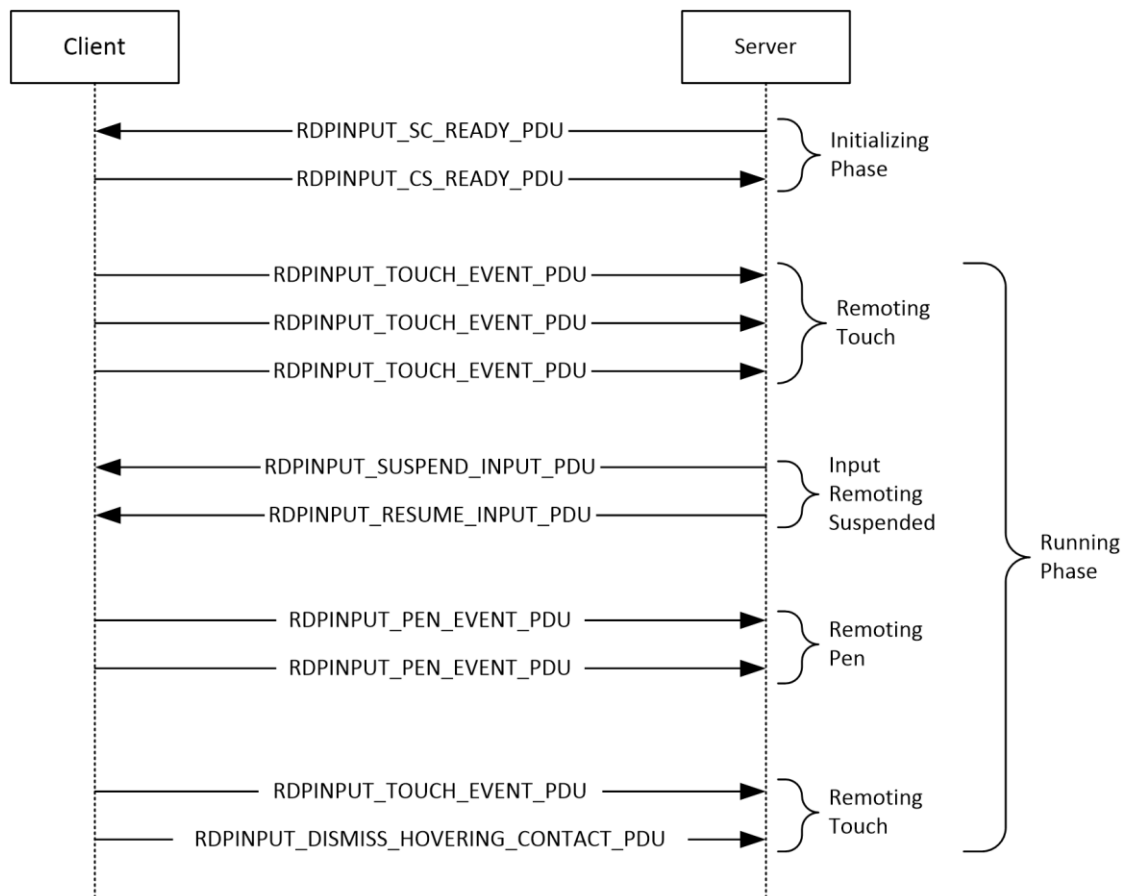 Client
Server
RDPINPUT_SC_READY_PDU
Initializing
Phase
RDPINPUT_CS_READY_PDU
RDPINPUT_TOUCH_EVENT_PDU
RDPINPUT_TOUCH_EVENT_PDU
RDPINPUT_TOUCH_EVENT_PDU
Remoting
Touch
RDPINPUT_SUSPEND_INPUT_PDU
RDPINPUT_RESUME_INPUT_PDU
Input
Remoting
Suspended
Running
Phase
RDPINPUT_PEN_EVENT_PDU
RDPINPUT_PEN_EVENT_PDU
Remoting
Pen
RDPINPUT_TOUCH_EVENT_PDU
RDPINPUT_DISMISS_HOVERING_CONTACT_PDU
Remoting
Touch